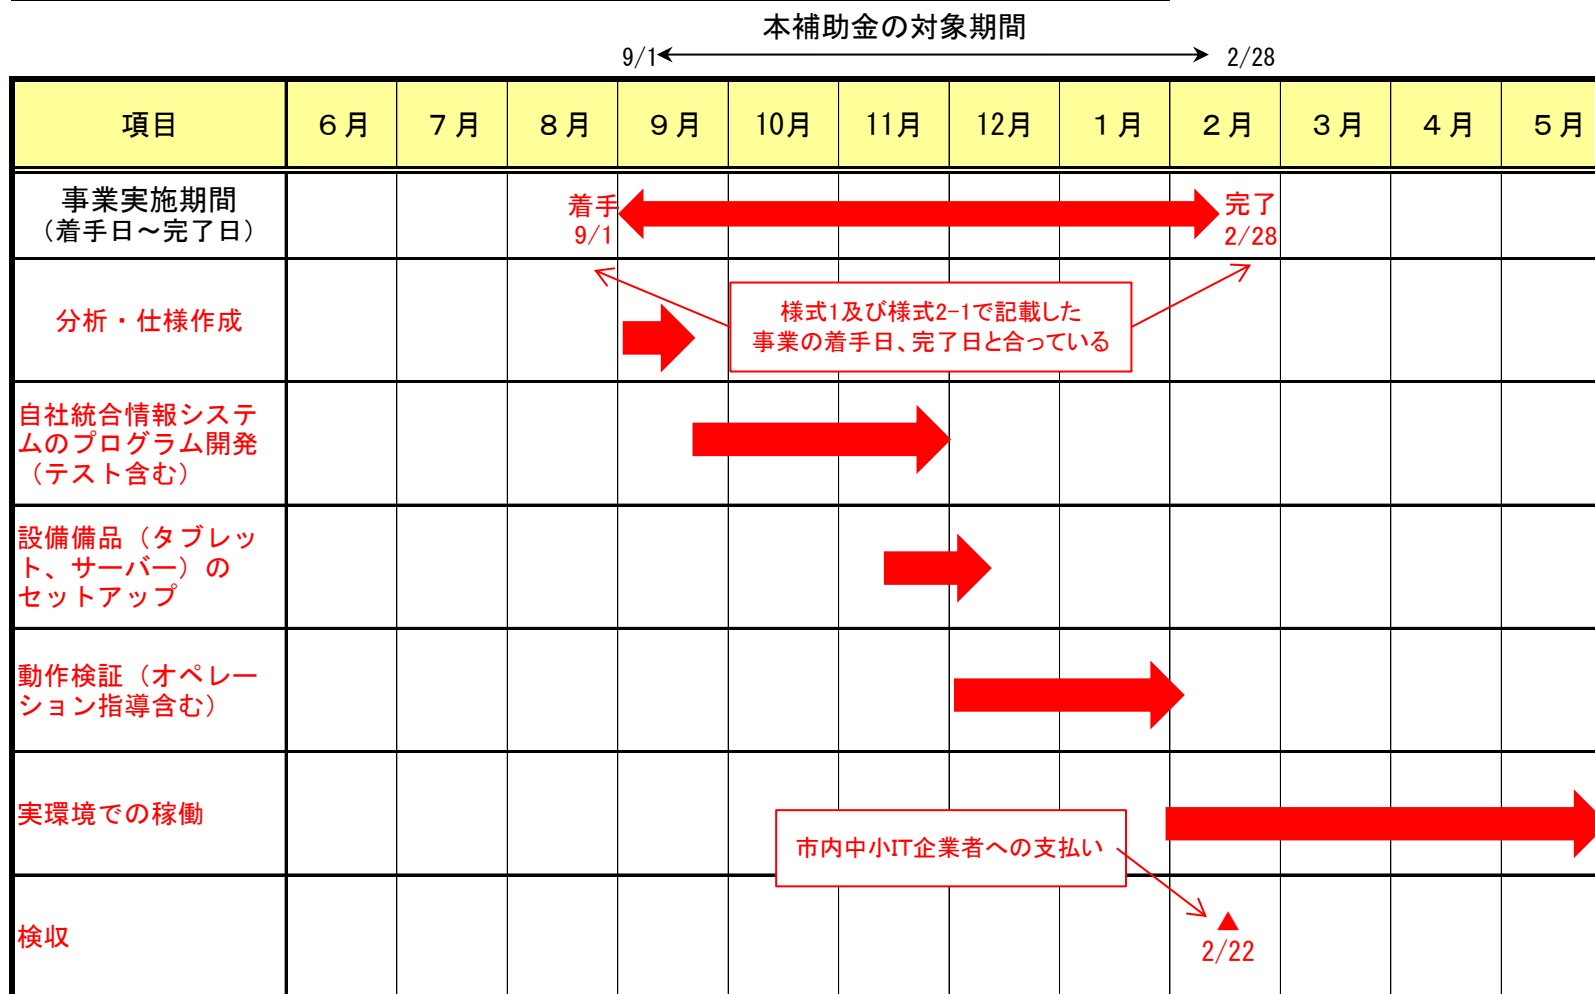 本補助金の対象期間
9/1
2/28
項目
６月
７月
８月
９月
10月
11月
12月
１月
２月
３月
４月
５月
事業実施期間
（着手日～完了日）
着手
9/1
完了
2/28
分析・仕様作成
様式1及び様式2-1で記載した
事業の着手日、完了日と合っている
自社統合情報システ
ムのプログラム開発
（テスト含む）
設備備品（タブレッ
ト、サーバー）の
セットアップ
動作検証（オペレー
ション指導含む）
実環境での稼働
市内中小IT企業者への支払い
検収
▲
2/22